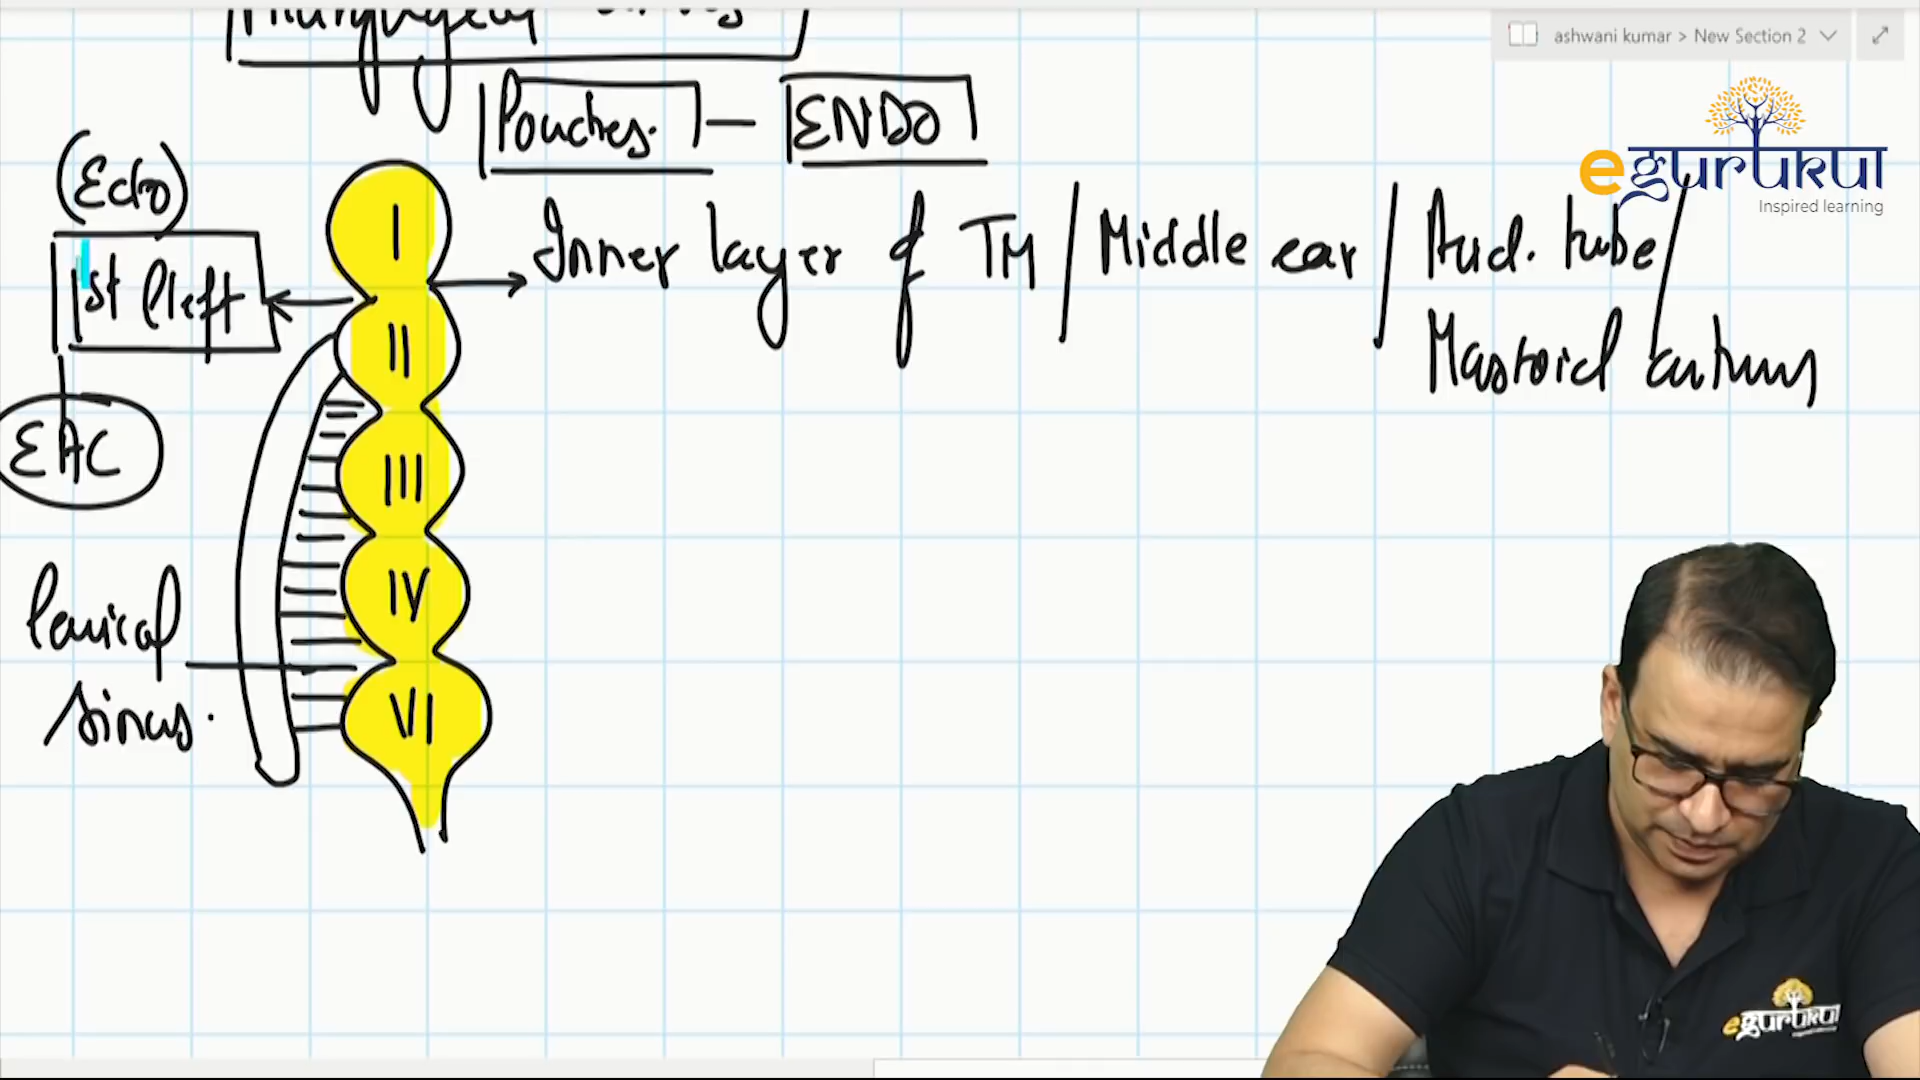 ashwani kumar > New Section 2
Pouches. — ENDO
egurukul
Inspired learning
(Ecto)
I
Inner layer of TM / Middle ear / Aud. tube /
1st Cleft
Mastoid antrum
II
EAC
III
IV
Cervical
sinus.
VI
egurukul